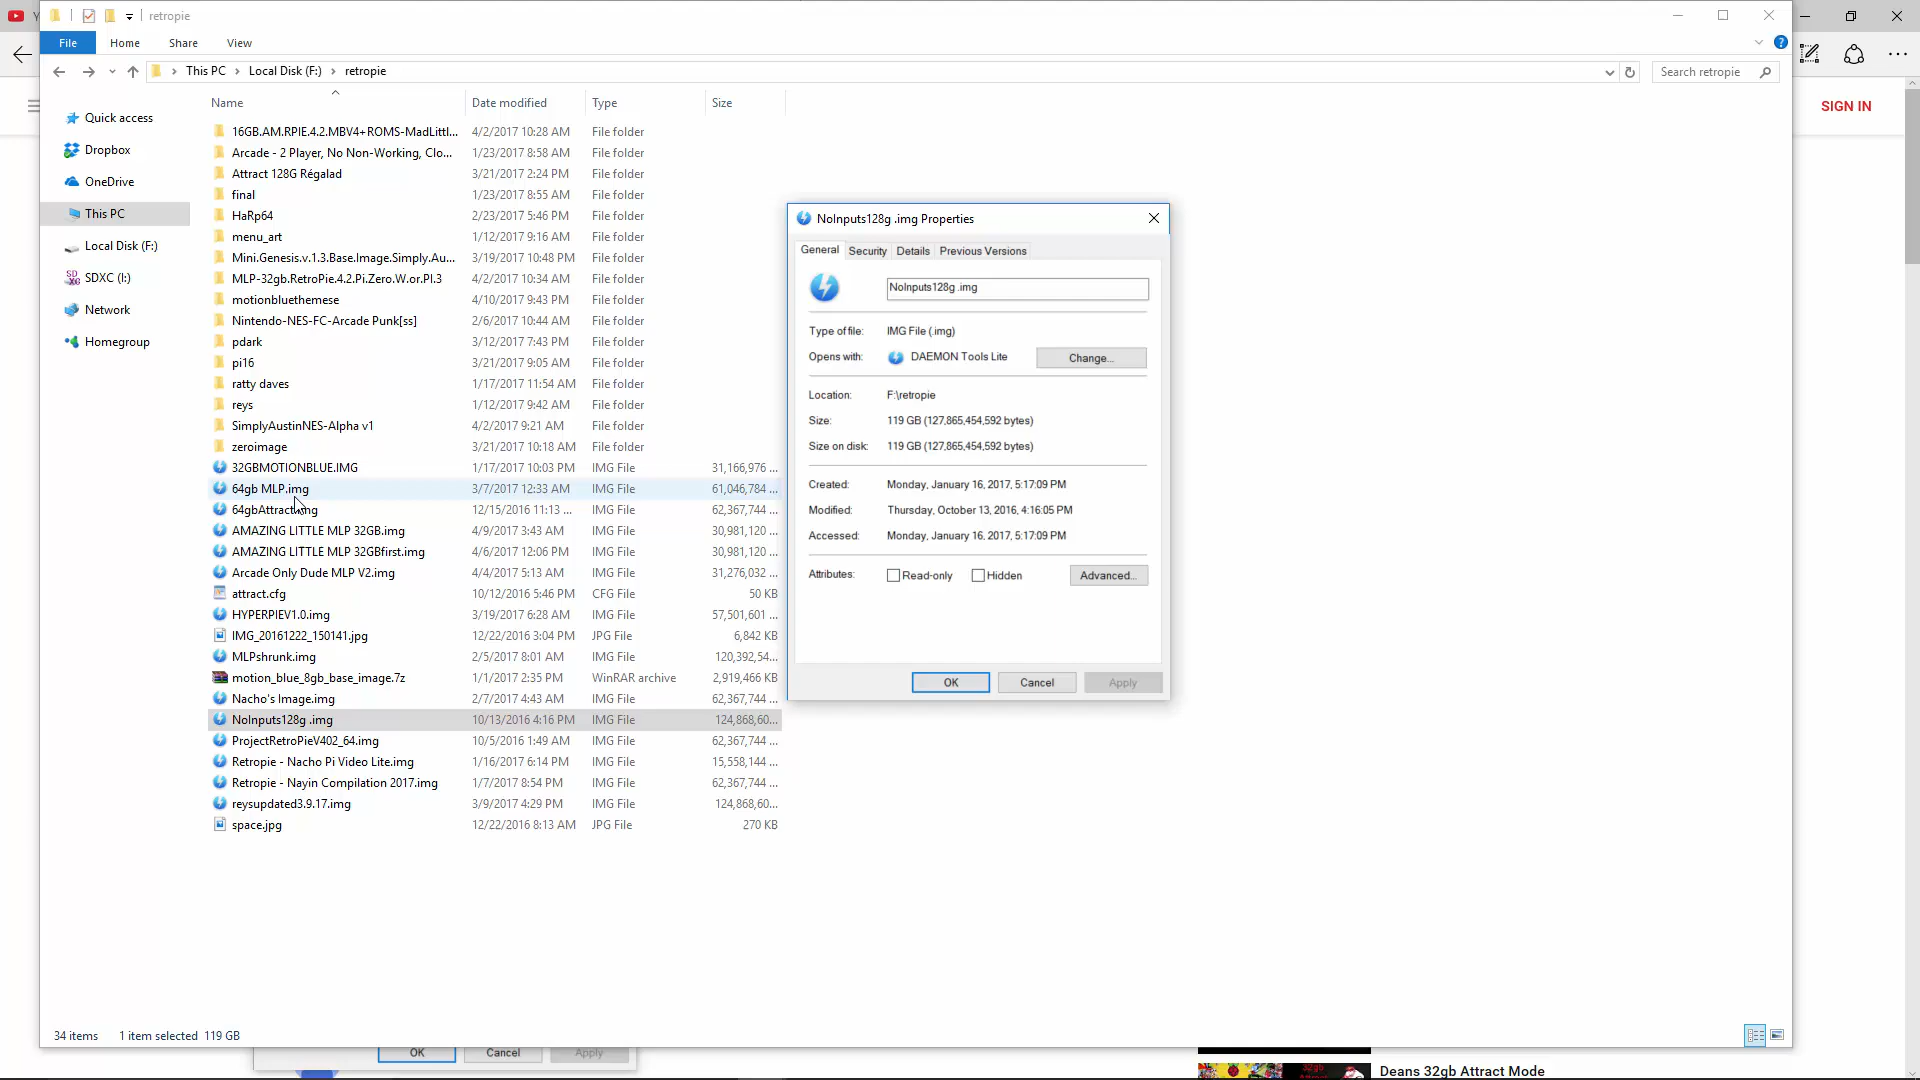 Y
retropie
File Home Share View
This PC > Local Disk (F:) > retropie
Search retropie
SIGN IN
Quick access
Dropbox
OneDrive
This PC
Local Disk (F:)
SDXC (I:)
Network
Homegroup
Name Date modified Type Size
16GB.AM.RPIE.4.2.MBV4+ROMS-MadLittl... 4/2/2017 10:28 AM File folder
Arcade - 2 Player, No Non-Working, Clo... 1/23/2017 8:58 AM File folder
Attract 128G Régalad 3/21/2017 2:24 PM File folder
final 1/23/2017 8:55 AM File folder
HaRp64 2/23/2017 5:46 PM File folder
menu_art 1/12/2017 9:16 AM File folder
Mini.Genesis.v.1.3.Base.Image.Simply.Au... 3/19/2017 10:48 PM File folder
MLP-32gb.RetroPie.4.2.Pi.Zero.W.or.PI.3 4/2/2017 10:34 AM File folder
motionbluethemese 4/10/2017 9:43 PM File folder
Nintendo-NES-FC-Arcade Punk[ss] 2/6/2017 10:44 AM File folder
pdark 3/12/2017 7:43 PM File folder
pi16 3/21/2017 9:05 AM File folder
ratty daves 1/17/2017 11:54 AM File folder
reys 1/12/2017 9:42 AM File folder
SimplyAustinNES-Alpha v1 4/2/2017 9:21 AM File folder
zeroimage 3/21/2017 10:18 AM File folder
32GBMOTIONBLUE.IMG 1/17/2017 10:03 PM IMG File 31,166,976 ...
64gb MLP.img 3/7/2017 12:33 AM IMG File 61,046,784 ...
64gbAttract.img 12/15/2016 11:13 ... IMG File 62,367,744 ...
AMAZING LITTLE MLP 32GB.img 4/9/2017 3:43 AM IMG File 30,981,120 ...
AMAZING LITTLE MLP 32GBfirst.img 4/6/2017 12:06 PM IMG File 30,981,120 ...
Arcade Only Dude MLP V2.img 4/4/2017 5:13 AM IMG File 31,276,032 ...
attract.cfg 10/12/2016 5:46 PM CFG File 50 KB
HYPERPIEV1.0.img 3/19/2017 6:28 AM IMG File 57,501,601 ...
IMG_20161222_150141.jpg 12/22/2016 3:04 PM JPG File 6,842 KB
MLPshrunk.img 2/5/2017 8:01 AM IMG File 120,392,54...
motion_blue_8gb_base_image.7z 1/1/2017 2:35 PM WinRAR archive 2,919,466 KB
Nacho's Image.img 2/7/2017 4:43 AM IMG File 62,367,744 ...
NoInputs128g .img 10/13/2016 4:16 PM IMG File 124,868,60...
ProjectRetroPieV402_64.img 10/5/2016 1:49 AM IMG File 62,367,744 ...
Retropie - Nacho Pi Video Lite.img 1/16/2017 6:14 PM IMG File 15,558,144 ...
Retropie - Nayin Compilation 2017.img 1/7/2017 8:54 PM IMG File 62,367,744 ...
reysupdated3.9.17.img 3/9/2017 4:29 PM IMG File 124,868,60...
space.jpg 12/22/2016 8:13 AM JPG File 270 KB
NoInputs128g .img Properties
General Security Details Previous Versions
NoInputs128g .img
Type of file: IMG File (.img)
Opens with: DAEMON Tools Lite Change...
Location: F:\retropie
Size: 119 GB (127,865,454,592 bytes)
Size on disk: 119 GB (127,865,454,592 bytes)
Created: Monday, January 16, 2017, 5:17:09 PM
Modified: Thursday, October 13, 2016, 4:16:05 PM
Accessed: Monday, January 16, 2017, 5:17:09 PM
Attributes: Read-only Hidden Advanced...
OK Cancel Apply
34 items 1 item selected 119 GB
OK Cancel Apply
32gb
Deans 32gb Attract Mode